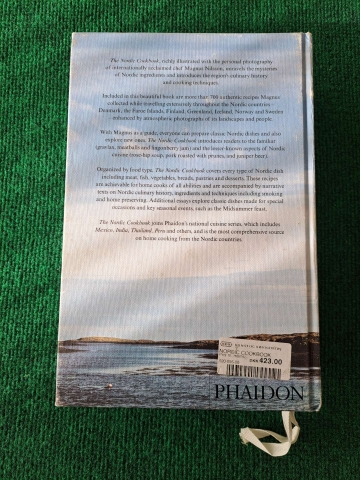 The Nordic Cookbook, richly illustrated with the personal photography
of internationally acclaimed chef Magnus Nilsson, unravels the mysteries
of Nordic ingredients and introduces the region's culinary history
and cooking techniques.
Included in this beautiful book are more than 700 authentic recipes Magnus
collected while travelling extensively throughout the Nordic countries –
Denmark, the Faroe Islands, Finland, Greenland, Iceland, Norway and Sweden –
enhanced by atmospheric photographs of its landscapes and people.
With Magnus as a guide, everyone can prepare classic Nordic dishes and also
explore new ones. The Nordic Cookbook introduces readers to the familiar
(gravlax, meatballs and lingonberry jam) and the lesser-known aspects of Nordic
cuisine (rose-hip soup, pork roasted with prunes, and juniper beer).
Organized by food type, The Nordic Cookbook covers every type of Nordic dish
including meat, fish, vegetables, breads, pastries and desserts. These recipes
are achievable for home cooks of all abilities and are accompanied by narrative
texts on Nordic culinary history, ingredients and techniques including smoking
and home preserving. Additional essays explore classic dishes made for special
occasions and key seasonal events, such as the Midsummer feast.
The Nordic Cookbook joins Phaidon's national cuisine series, which includes
Mexico, India, Thailand, Peru and others, and is the most comprehensive source
on home cooking from the Nordic countries.
NORDIC COOKBOOK
DKK 423.00
PHAIDON